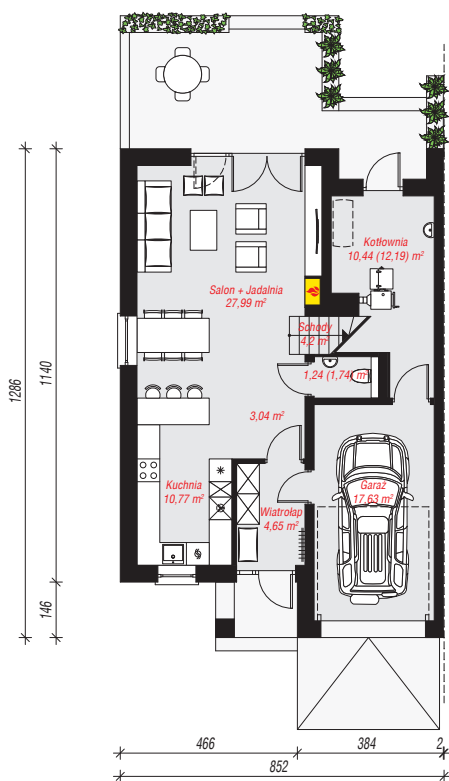 Kotłownia
10,44 (12,19) m²
Salon + Jadalnia
27,99 m²
Schody
4,2 m²
1,24 (1,74) m²
3,04 m²
Kuchnia
10,77 m²
Garaż
17,63 m²
Wiatrołap
4,65 m²
1286
1140
146
466
384
2
852